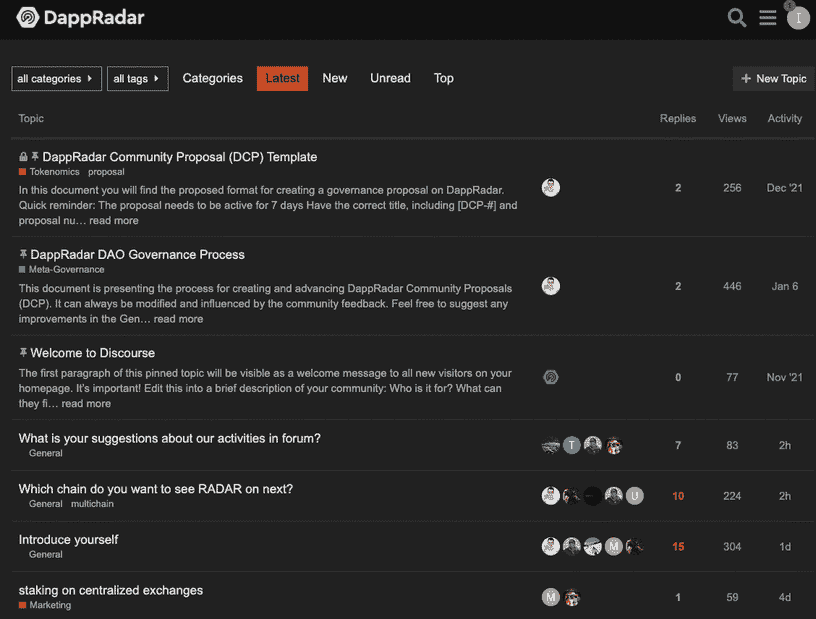 DappRadar
I
all categories
all tags
Categories
Latest
New
Unread
Top
+ New Topic
Topic
Replies
Views
Activity
DappRadar Community Proposal (DCP) Template
Tokenomics proposal
In this document you will find the proposed format for creating a governance proposal on DappRadar.
Quick reminder: The proposal needs to be active for 7 days Have the correct title, including [DCP-#] and
proposal nu… read more
2
256
Dec '21
DappRadar DAO Governance Process
Meta-Governance
This document is presenting the process for creating and advancing DappRadar Community Proposals
(DCP). It can always be modified and influenced by the community feedback. Feel free to suggest any
improvements in the Gen… read more
2
446
Jan 6
Welcome to Discourse
The first paragraph of this pinned topic will be visible as a welcome message to all new visitors on your
homepage. It's important! Edit this into a brief description of your community: Who is it for? What can
they fi… read more
0
77
Nov '21
What is your suggestions about our activities in forum?
General
T
7
83
2h
Which chain do you want to see RADAR on next?
General multichain
U
10
224
2h
Introduce yourself
General
M
15
304
1d
staking on centralized exchanges
Marketing
M
1
59
4d